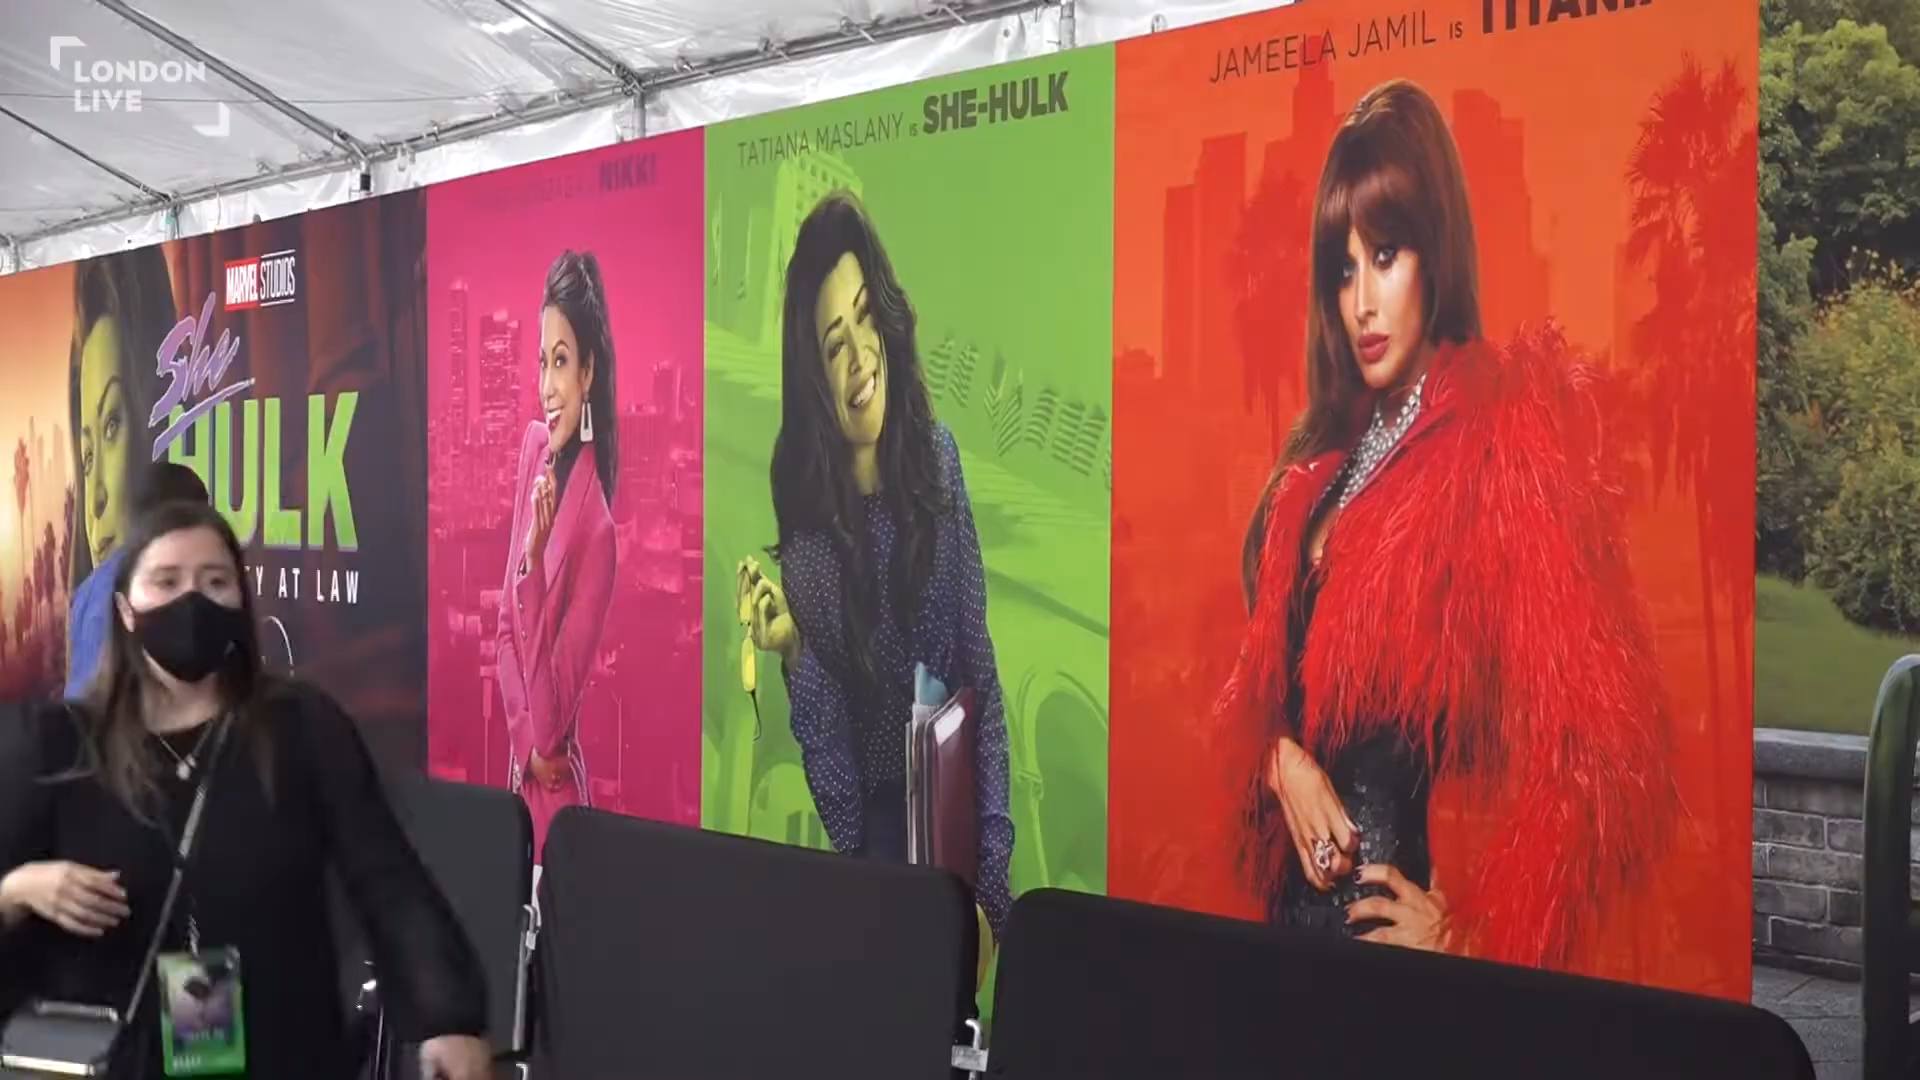 LONDON
LIVE
MARVEL STUDIOS
She
HULK
Y AT LAW
NIKKI
TATIANA MASLANY IS SHE-HULK
JAMEELA JAMIL IS